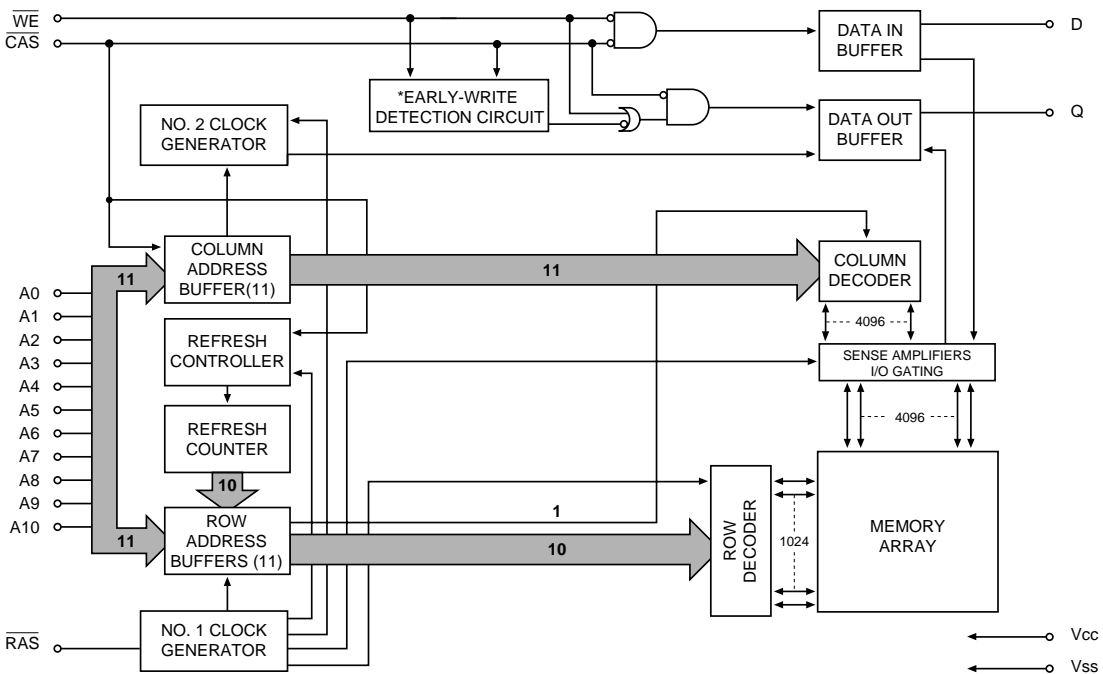 WE
CAS
DATA IN
BUFFER
D
*EARLY-WRITE
DETECTION CIRCUIT
NO. 2 CLOCK
GENERATOR
DATA OUT
BUFFER
Q
COLUMN
ADDRESS
BUFFER(11)
11
11
COLUMN
DECODER
A0
A1
A2
A3
A4
A5
A6
A7
A8
A9
A10
REFRESH
CONTROLLER
4096
SENSE AMPLIFIERS
I/O GATING
REFRESH
COUNTER
4096
10
ROW
ADDRESS
BUFFERS (11)
11
1
10
ROW
DECODER
1024
MEMORY
ARRAY
RAS
NO. 1 CLOCK
GENERATOR
Vcc
Vss